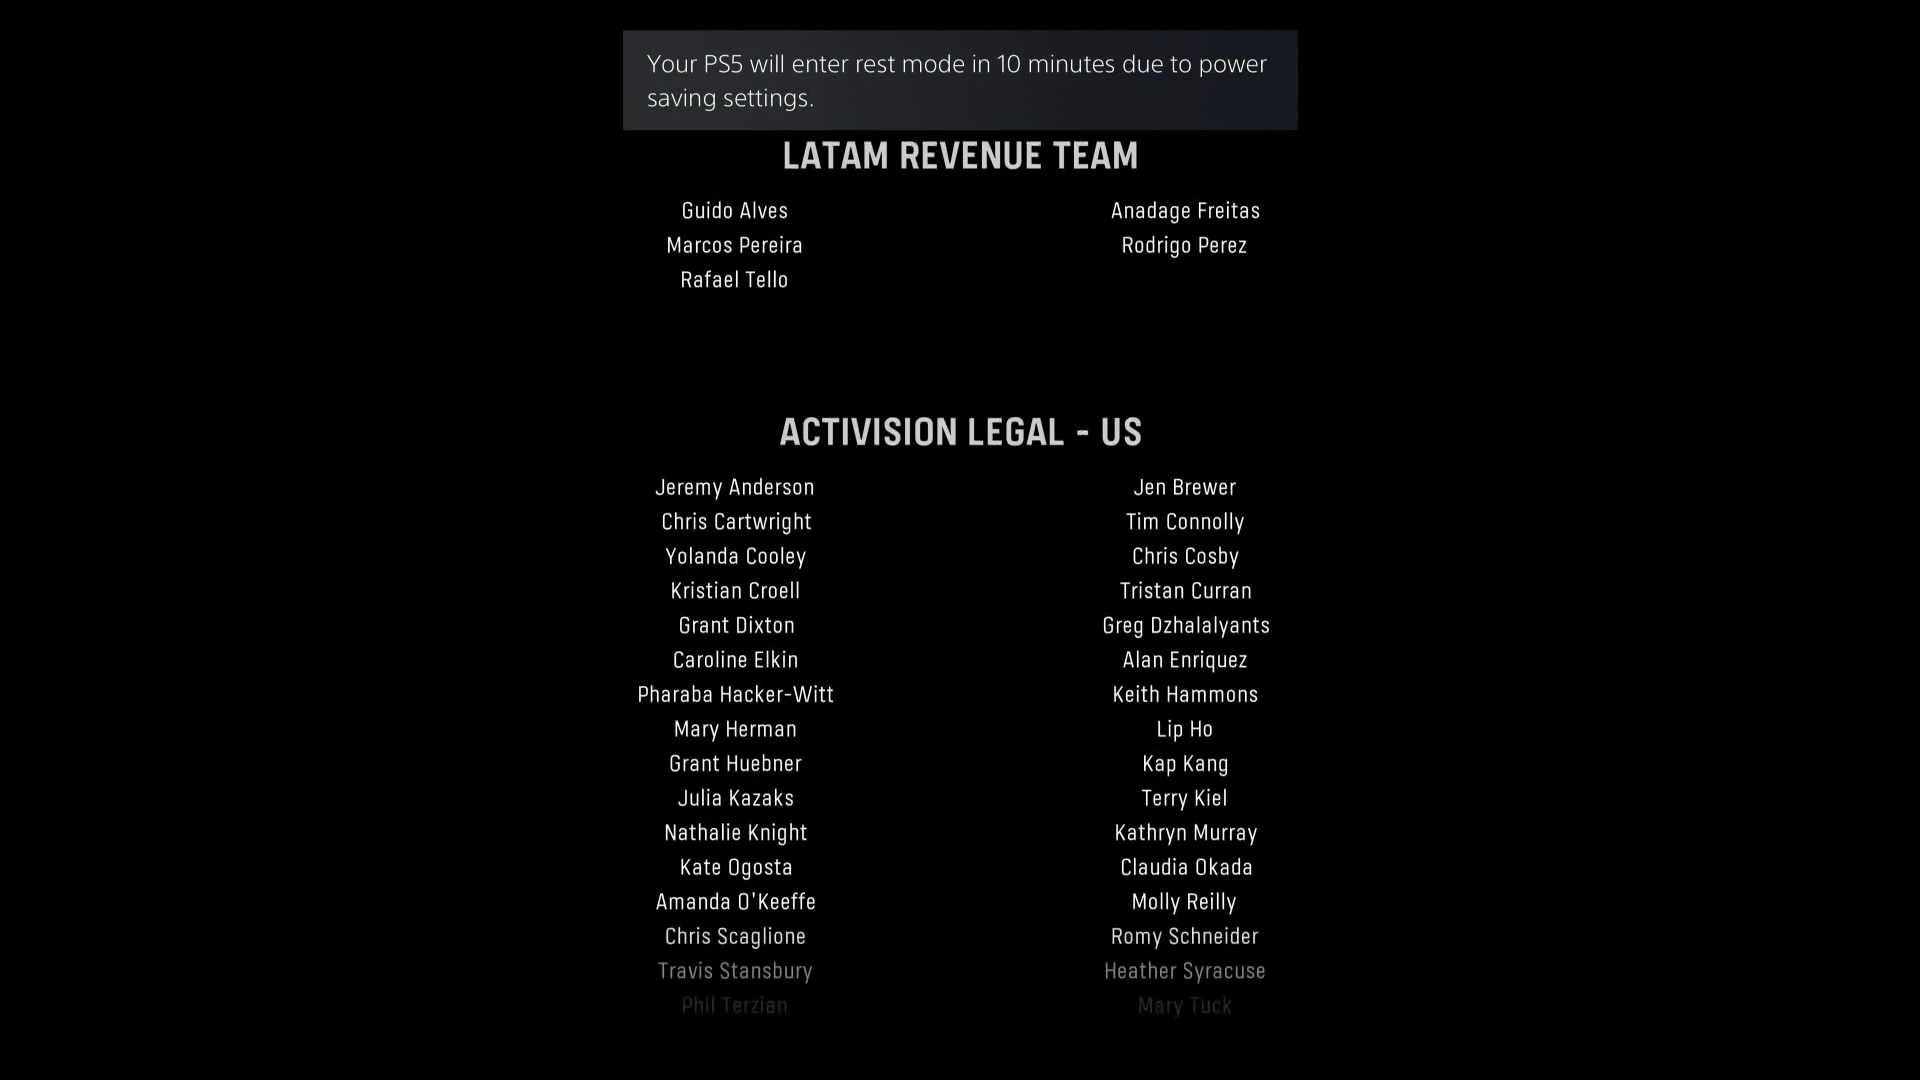 Your PS5 will enter rest mode in 10 minutes due to power
saving settings.
LATAM REVENUE TEAM
Guido Alves Anadage Freitas
Marcos Pereira Rodrigo Perez
Rafael Tello
ACTIVISION LEGAL - US
Jeremy Anderson Jen Brewer
Chris Cartwright Tim Connolly
Yolanda Cooley Chris Cosby
Kristian Croell Tristan Curran
Grant Dixton Greg Dzhalalyants
Caroline Elkin Alan Enriquez
Pharaba Hacker-Witt Keith Hammons
Mary Herman Lip Ho
Grant Huebner Kap Kang
Julia Kazaks Terry Kiel
Nathalie Knight Kathryn Murray
Kate Ogosta Claudia Okada
Amanda O'Keeffe Molly Reilly
Chris Scaglione Romy Schneider
Travis Stansbury Heather Syracuse
Phil Terzian Mary Tuck